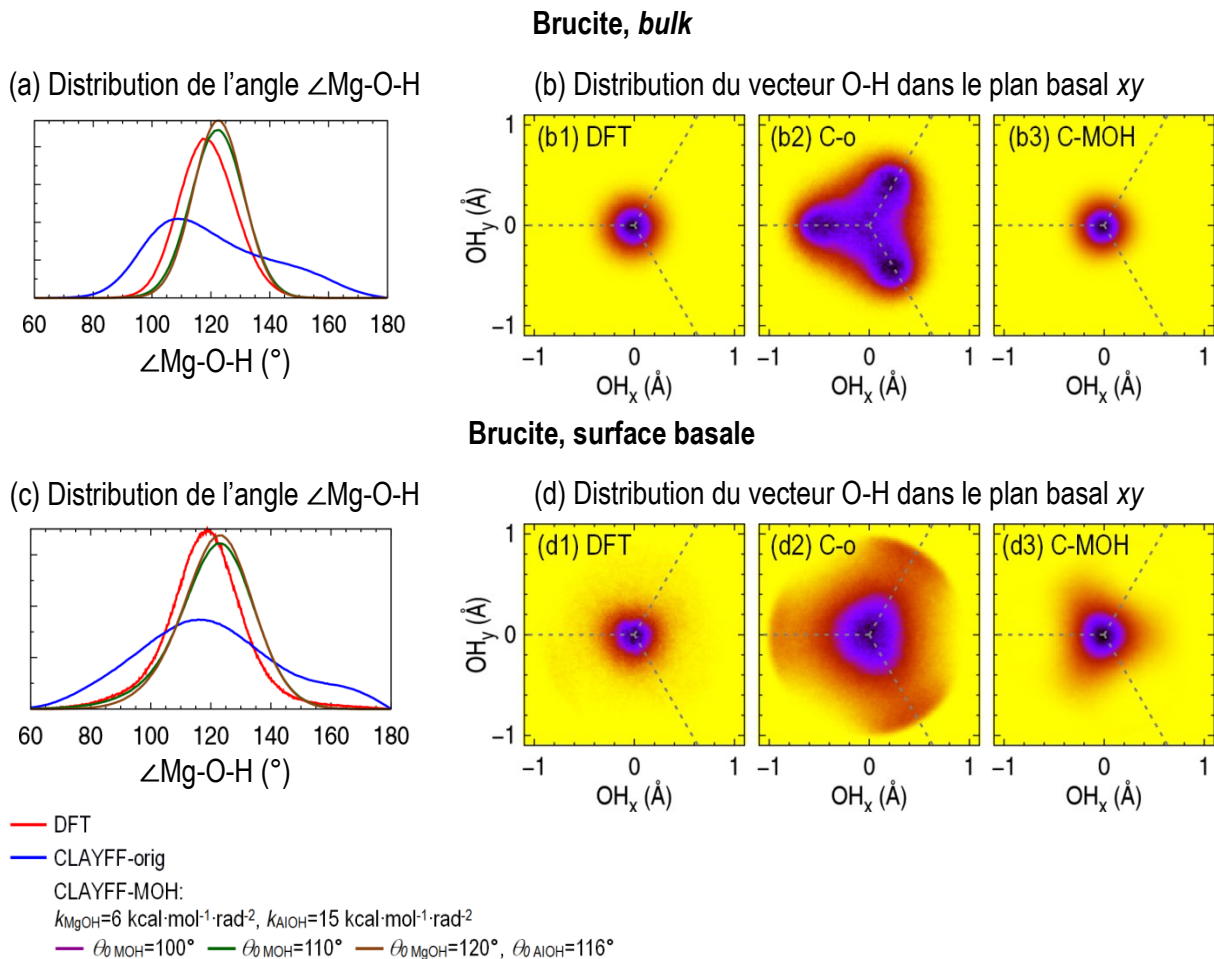 Brucite, bulk
(a) Distribution de l'angle ∠Mg-O-H
(b) Distribution du vecteur O-H dans le plan basal xy
60 80 100 120 140 160 180
∠Mg-O-H (°)
(b1) DFT
(b2) C-o
(b3) C-MOH
1
0
−1
OHy (Å)
−1 0 1
−1 0 1
−1 0 1
OHx (Å)
OHx (Å)
OHx (Å)
Brucite, surface basale
(c) Distribution de l'angle ∠Mg-O-H
(d) Distribution du vecteur O-H dans le plan basal xy
60 80 100 120 140 160 180
∠Mg-O-H (°)
(d1) DFT
(d2) C-o
(d3) C-MOH
1
0
−1
OHy (Å)
−1 0 1
−1 0 1
−1 0 1
OHx (Å)
OHx (Å)
OHx (Å)
DFT
CLAYFF-orig
CLAYFF-MOH:
kMgOH=6 kcal·mol-1·rad-2, kAlOH=15 kcal·mol-1·rad-2
θ0 MOH=100° θ0 MOH=110° θ0 MgOH=120°, θ0 AlOH=116°